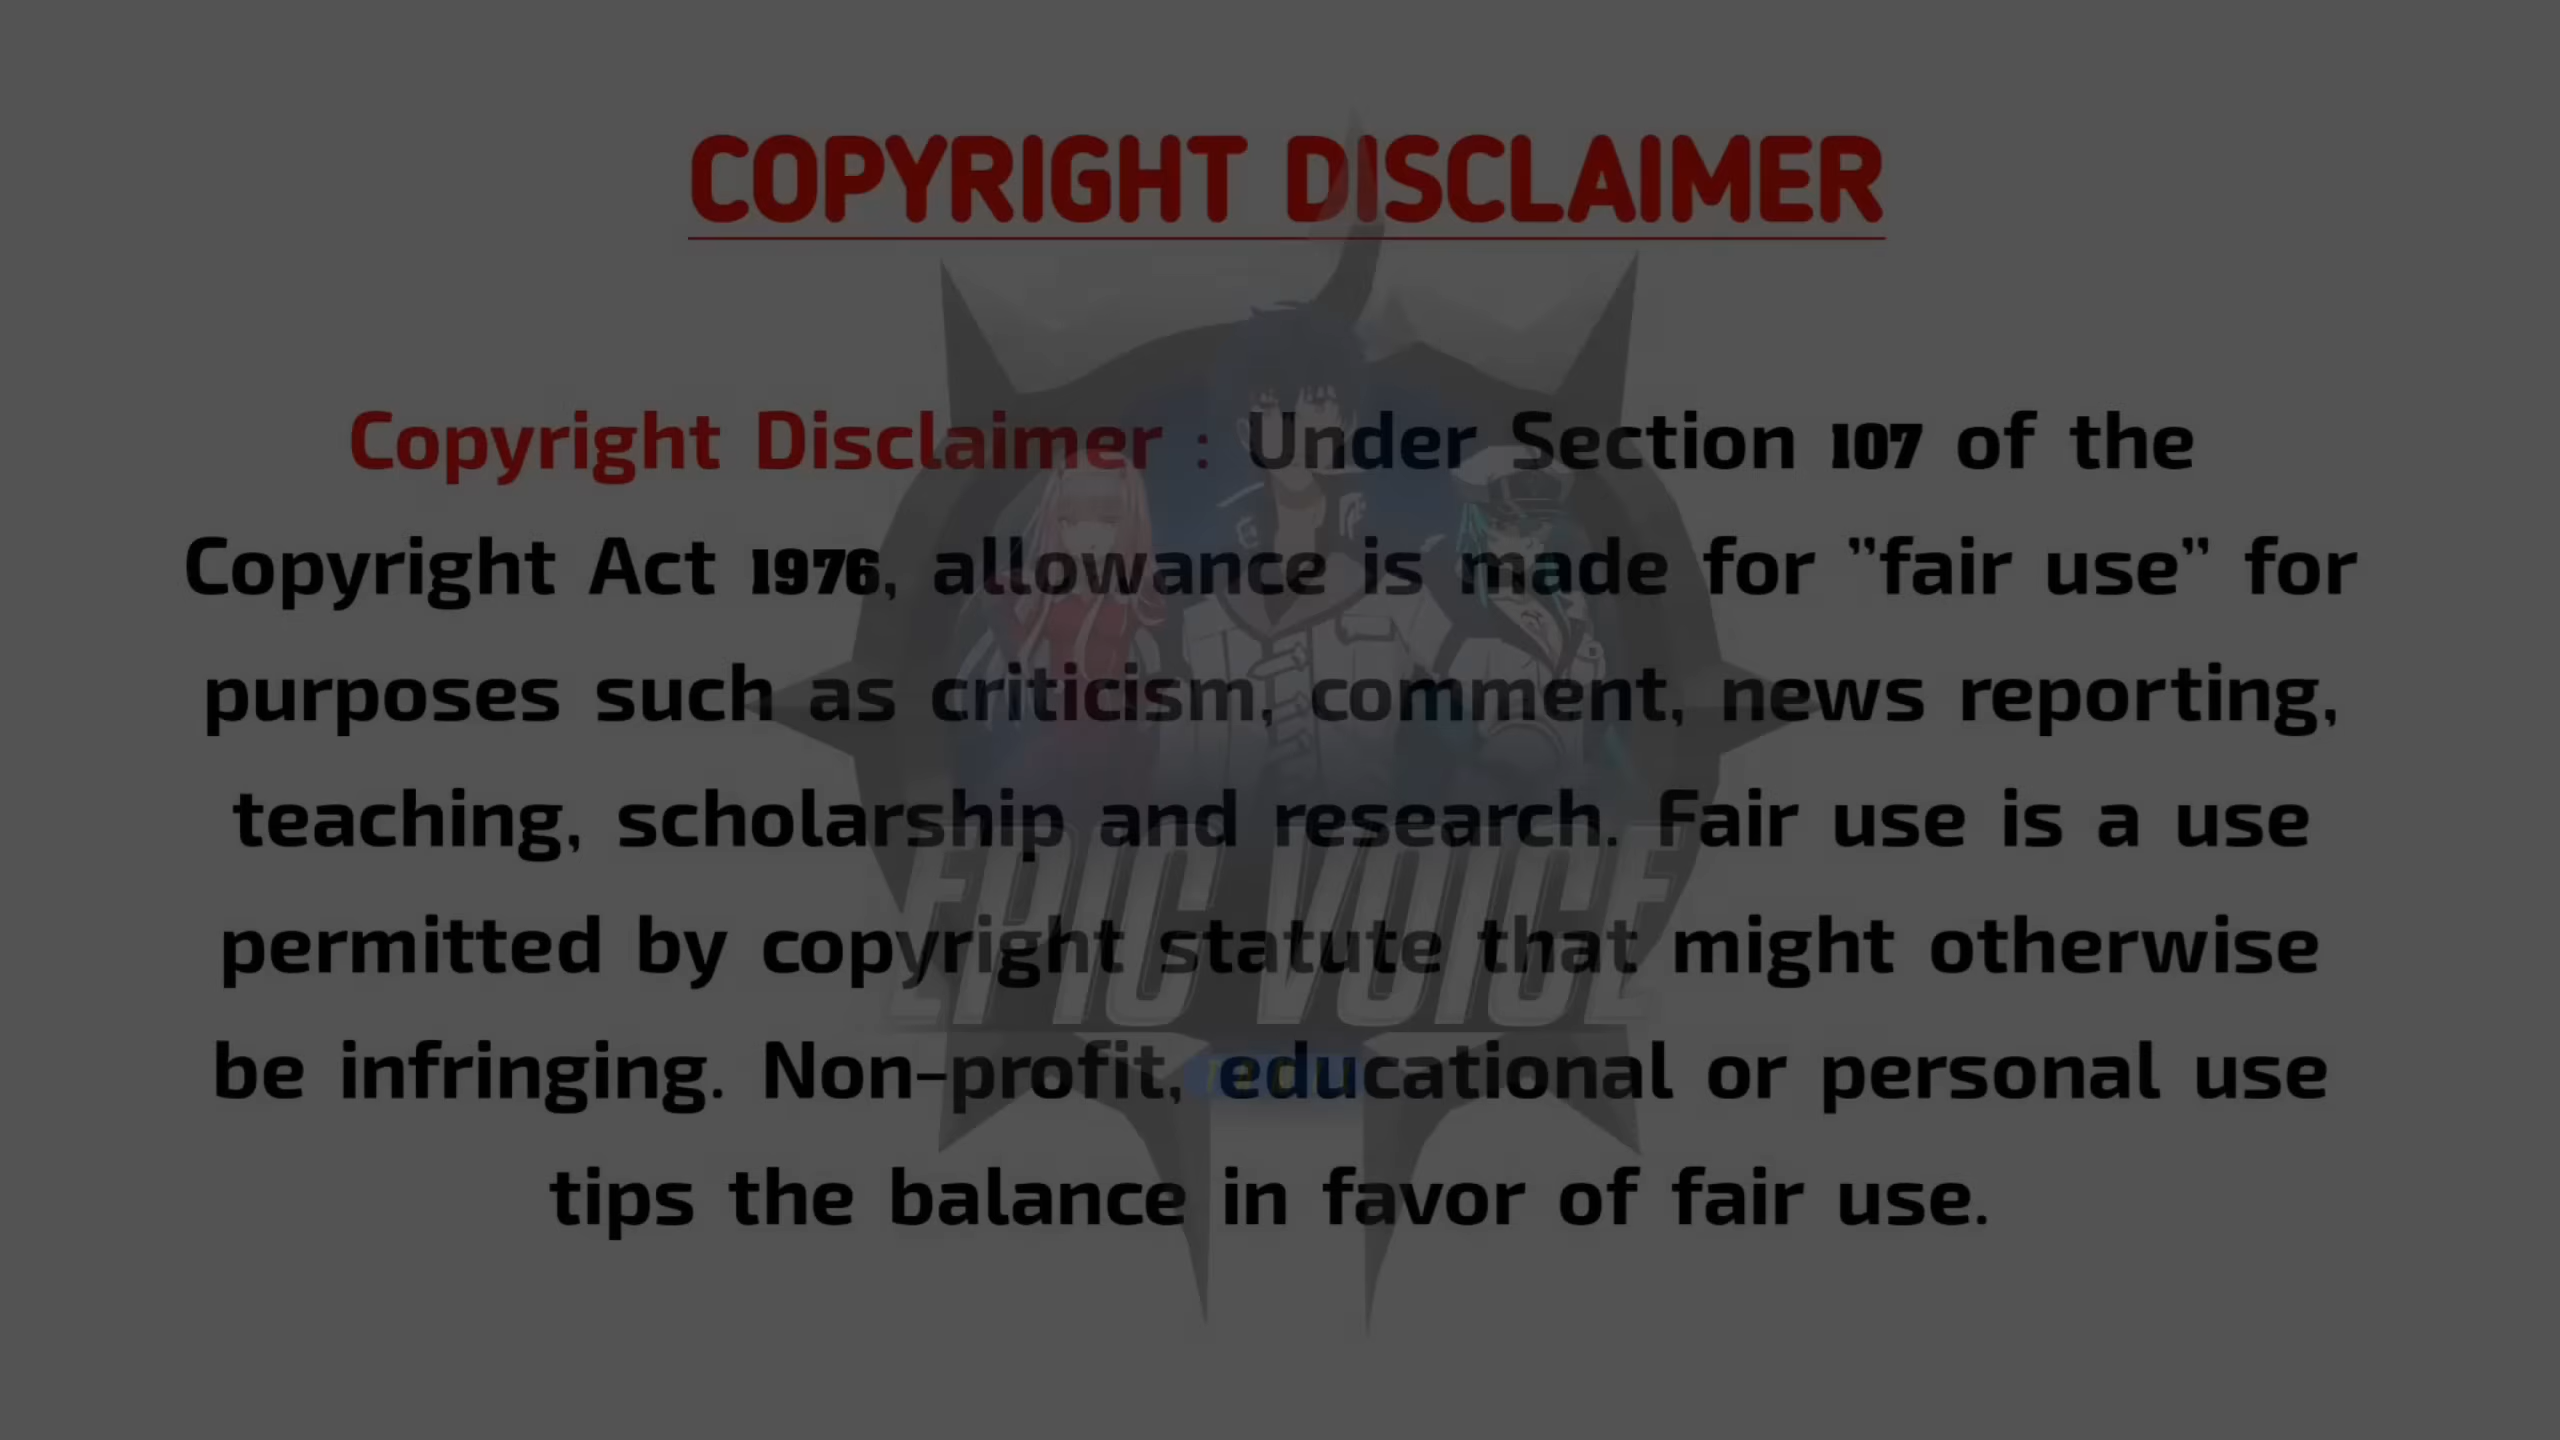 COPYRIGHT DISCLAIMER
Copyright Disclaimer : Under Section 107 of the
Copyright Act 1976, allowance is made for "fair use" for
purposes such as criticism, comment, news reporting,
teaching, scholarship and research. Fair use is a use
permitted by copyright statute that might otherwise
be infringing. Non-profit, educational or personal use
tips the balance in favor of fair use.
EPIC VOICE